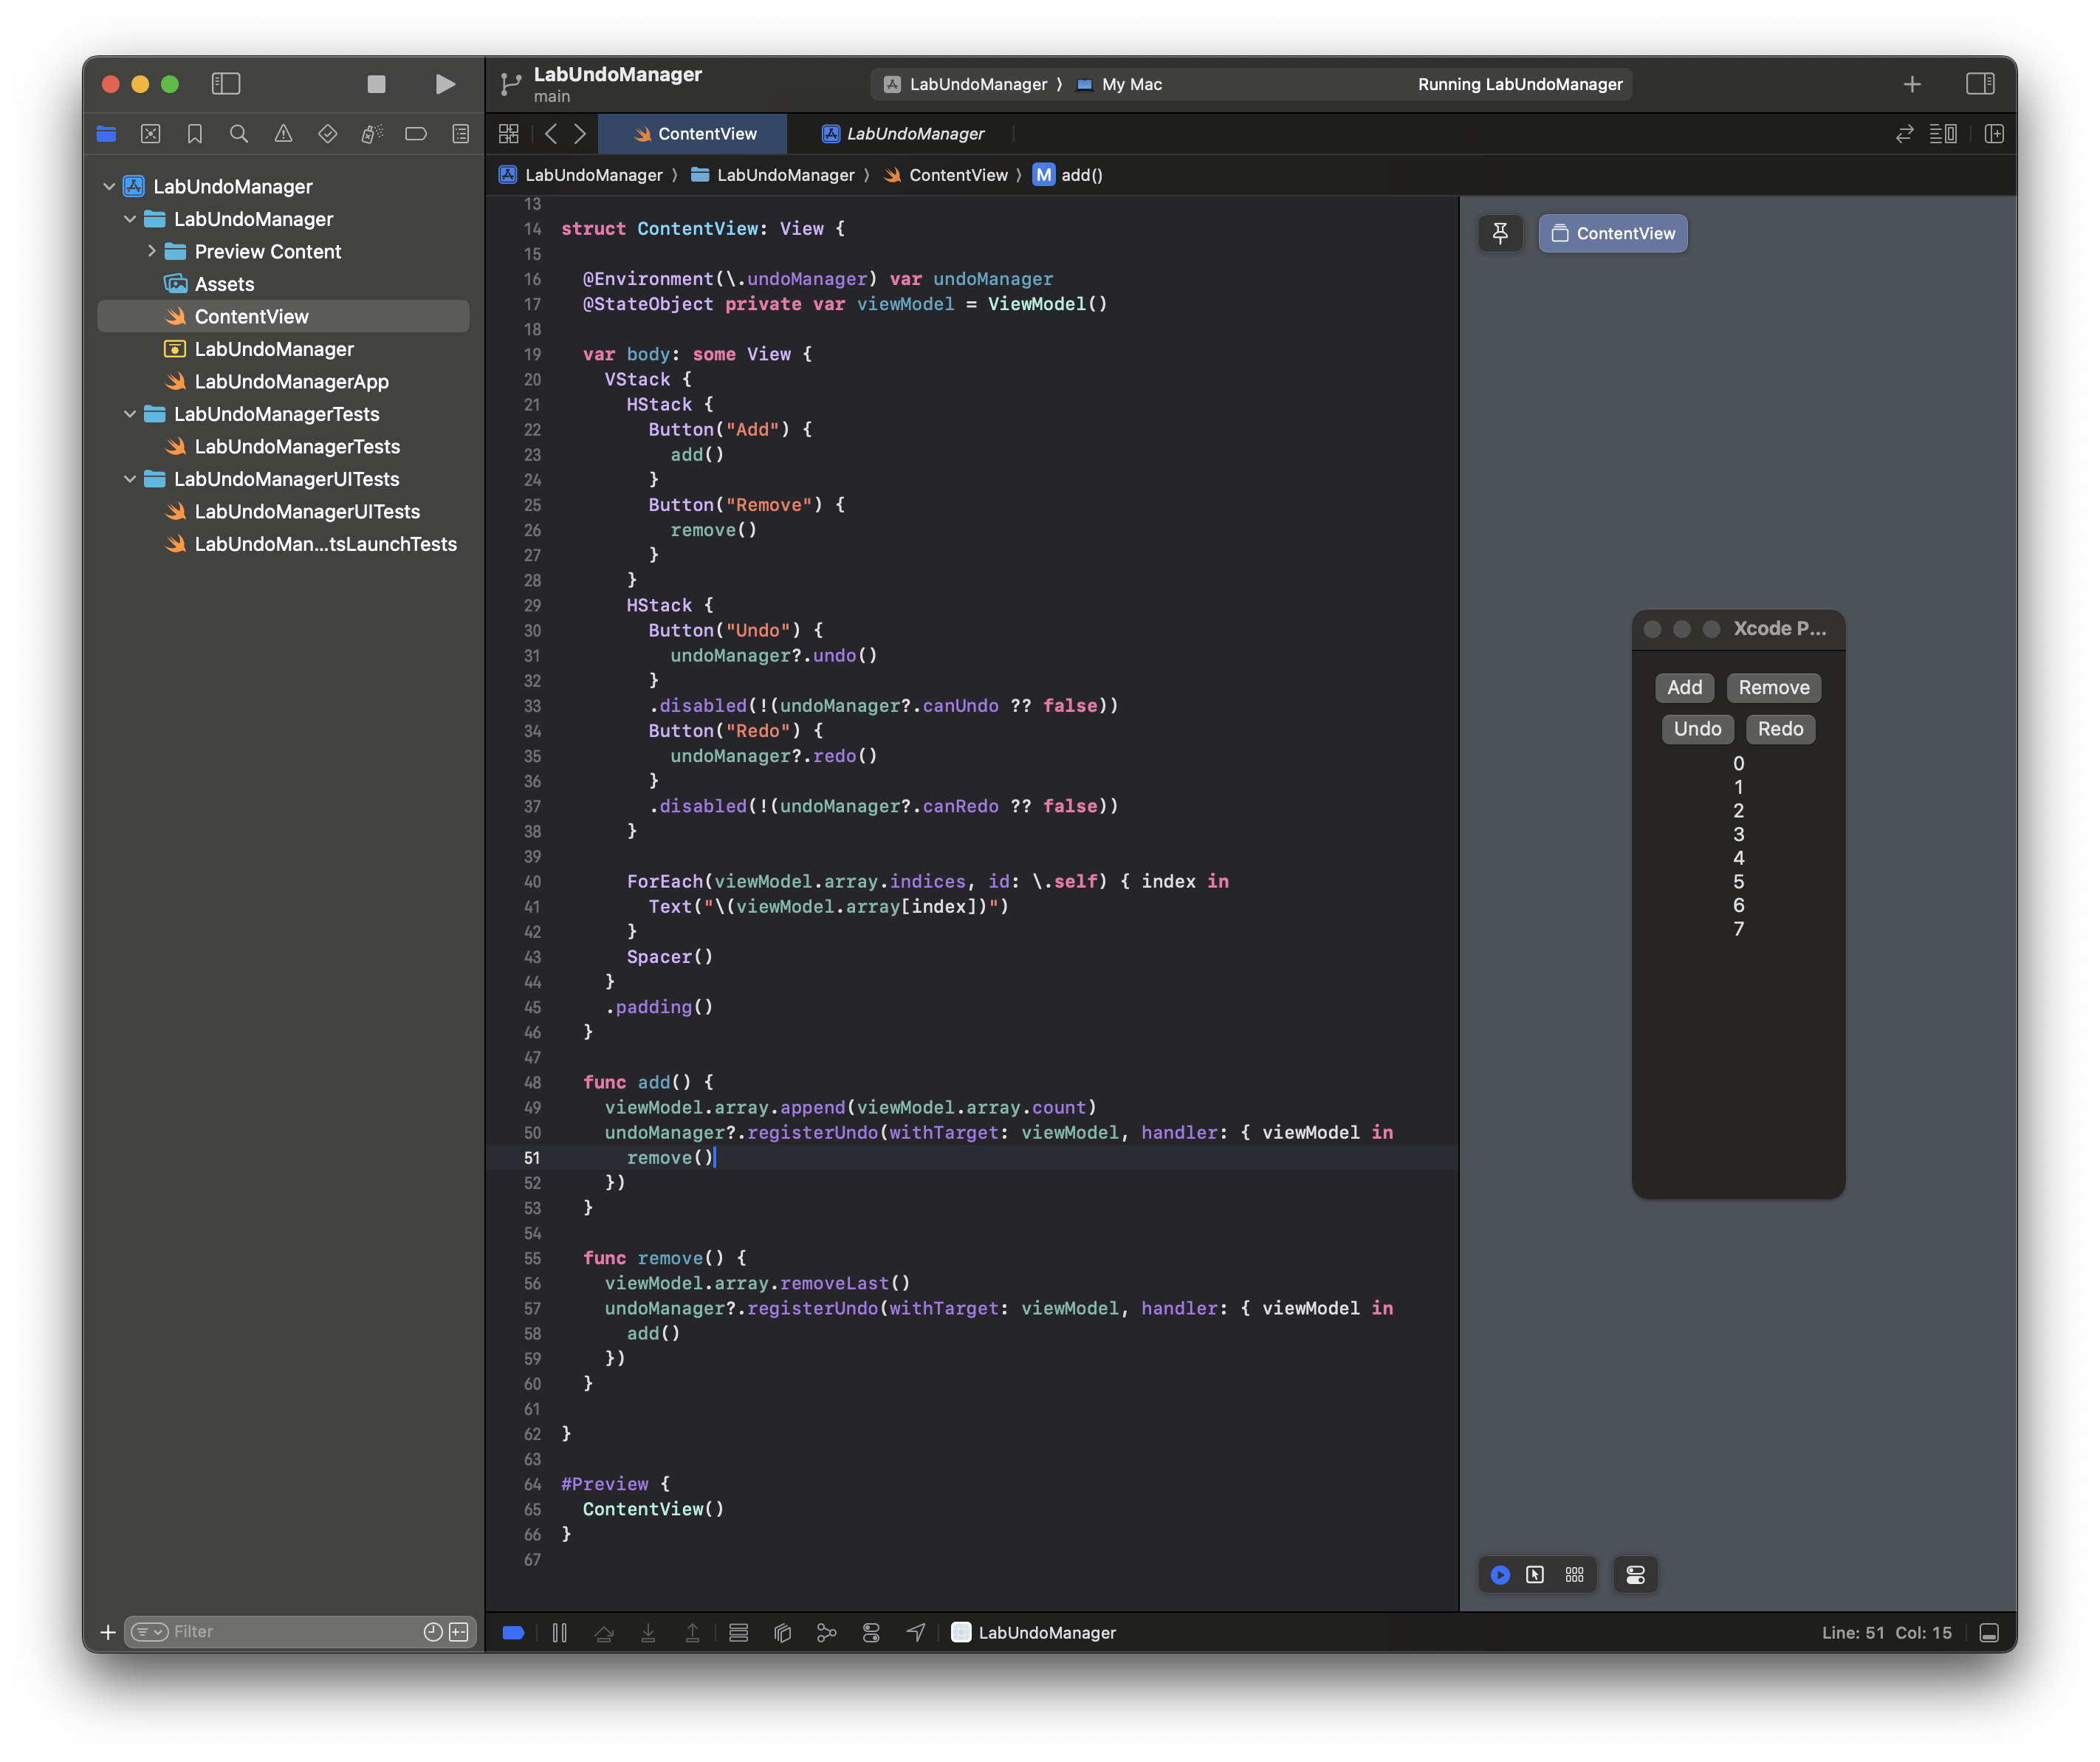 LabUndoManager
main
LabUndoManager 〉 My Mac
Running LabUndoManager
ContentView
LabUndoManager
LabUndoManager 〉 LabUndoManager 〉 ContentView 〉 M add()
LabUndoManager
LabUndoManager
Preview Content
Assets
ContentView
LabUndoManager
LabUndoManagerApp
LabUndoManagerTests
LabUndoManagerTests
LabUndoManagerUITests
LabUndoManagerUITests
LabUndoMan...tsLaunchTests
Filter
13
14 struct ContentView: View {
15
16   @Environment(\.undoManager) var undoManager
17   @StateObject private var viewModel = ViewModel()
18
19   var body: some View {
20     VStack {
21       HStack {
22         Button("Add") {
23           add()
24         }
25         Button("Remove") {
26           remove()
27         }
28       }
29       HStack {
30         Button("Undo") {
31           undoManager?.undo()
32         }
33         .disabled(!(undoManager?.canUndo ?? false))
34         Button("Redo") {
35           undoManager?.redo()
36         }
37         .disabled(!(undoManager?.canRedo ?? false))
38       }
39
40       ForEach(viewModel.array.indices, id: \.self) { index in
41         Text("\(viewModel.array[index])")
42       }
43       Spacer()
44     }
45     .padding()
46   }
47
48   func add() {
49     viewModel.array.append(viewModel.array.count)
50     undoManager?.registerUndo(withTarget: viewModel, handler: { viewModel in
51       remove()
52     })
53   }
54
55   func remove() {
56     viewModel.array.removeLast()
57     undoManager?.registerUndo(withTarget: viewModel, handler: { viewModel in
58       add()
59     })
60   }
61
62 }
63
64 #Preview {
65   ContentView()
66 }
67
ContentView
Xcode P...
Add Remove
Undo Redo
0
1
2
3
4
5
6
7
LabUndoManager
Line: 51 Col: 15